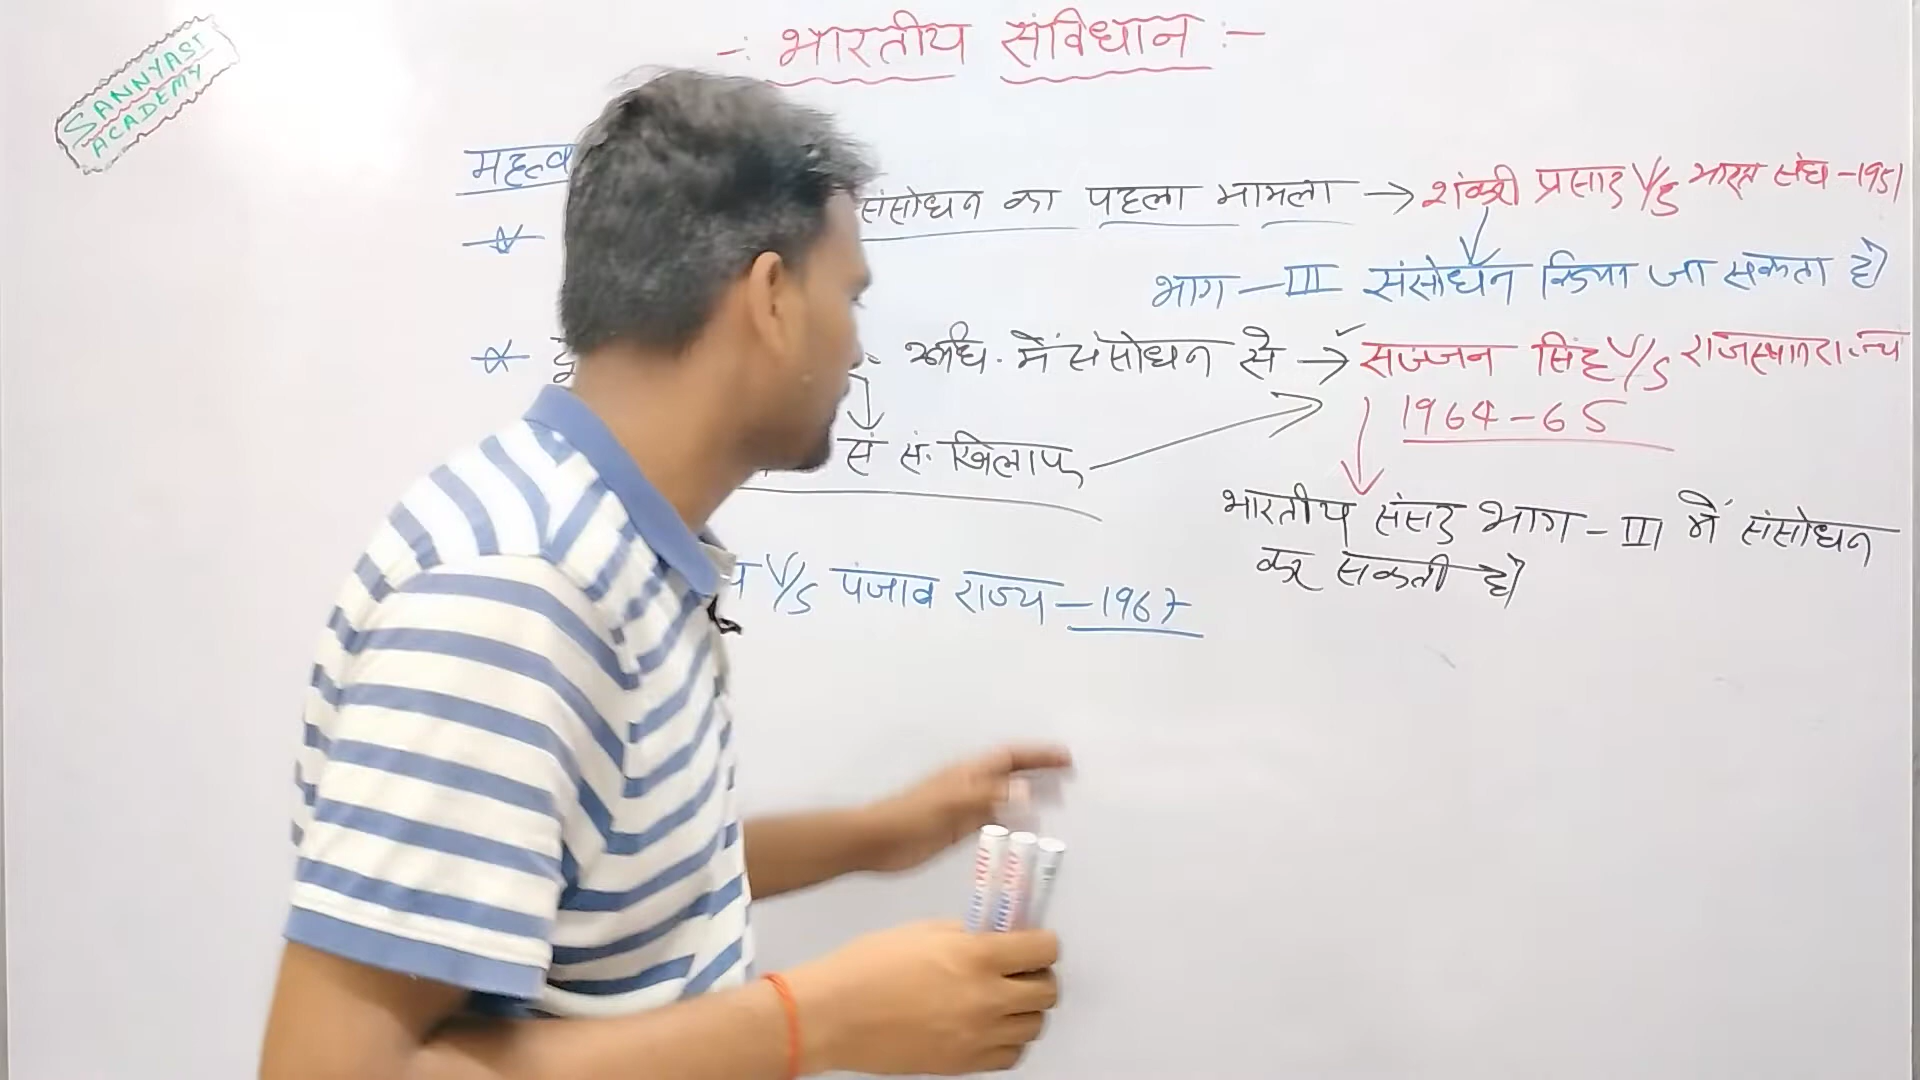 SANNYASI
ACADEMY
-: भारतीय संविधान :-
संसोधन का पहला मामला → शंकरी प्रसाद V/S भारत संघ - 1951
भाग - III संसोधन किया जा सकता है
अधि. में संसोधन से → सज्जन सिंह V/S राजस्थान राज्य
1964-65
सं सं. खिलाफ
भारतीय संसद भाग - III में संसोधन
कर सकती है
V/S पंजाब राज्य - 1967